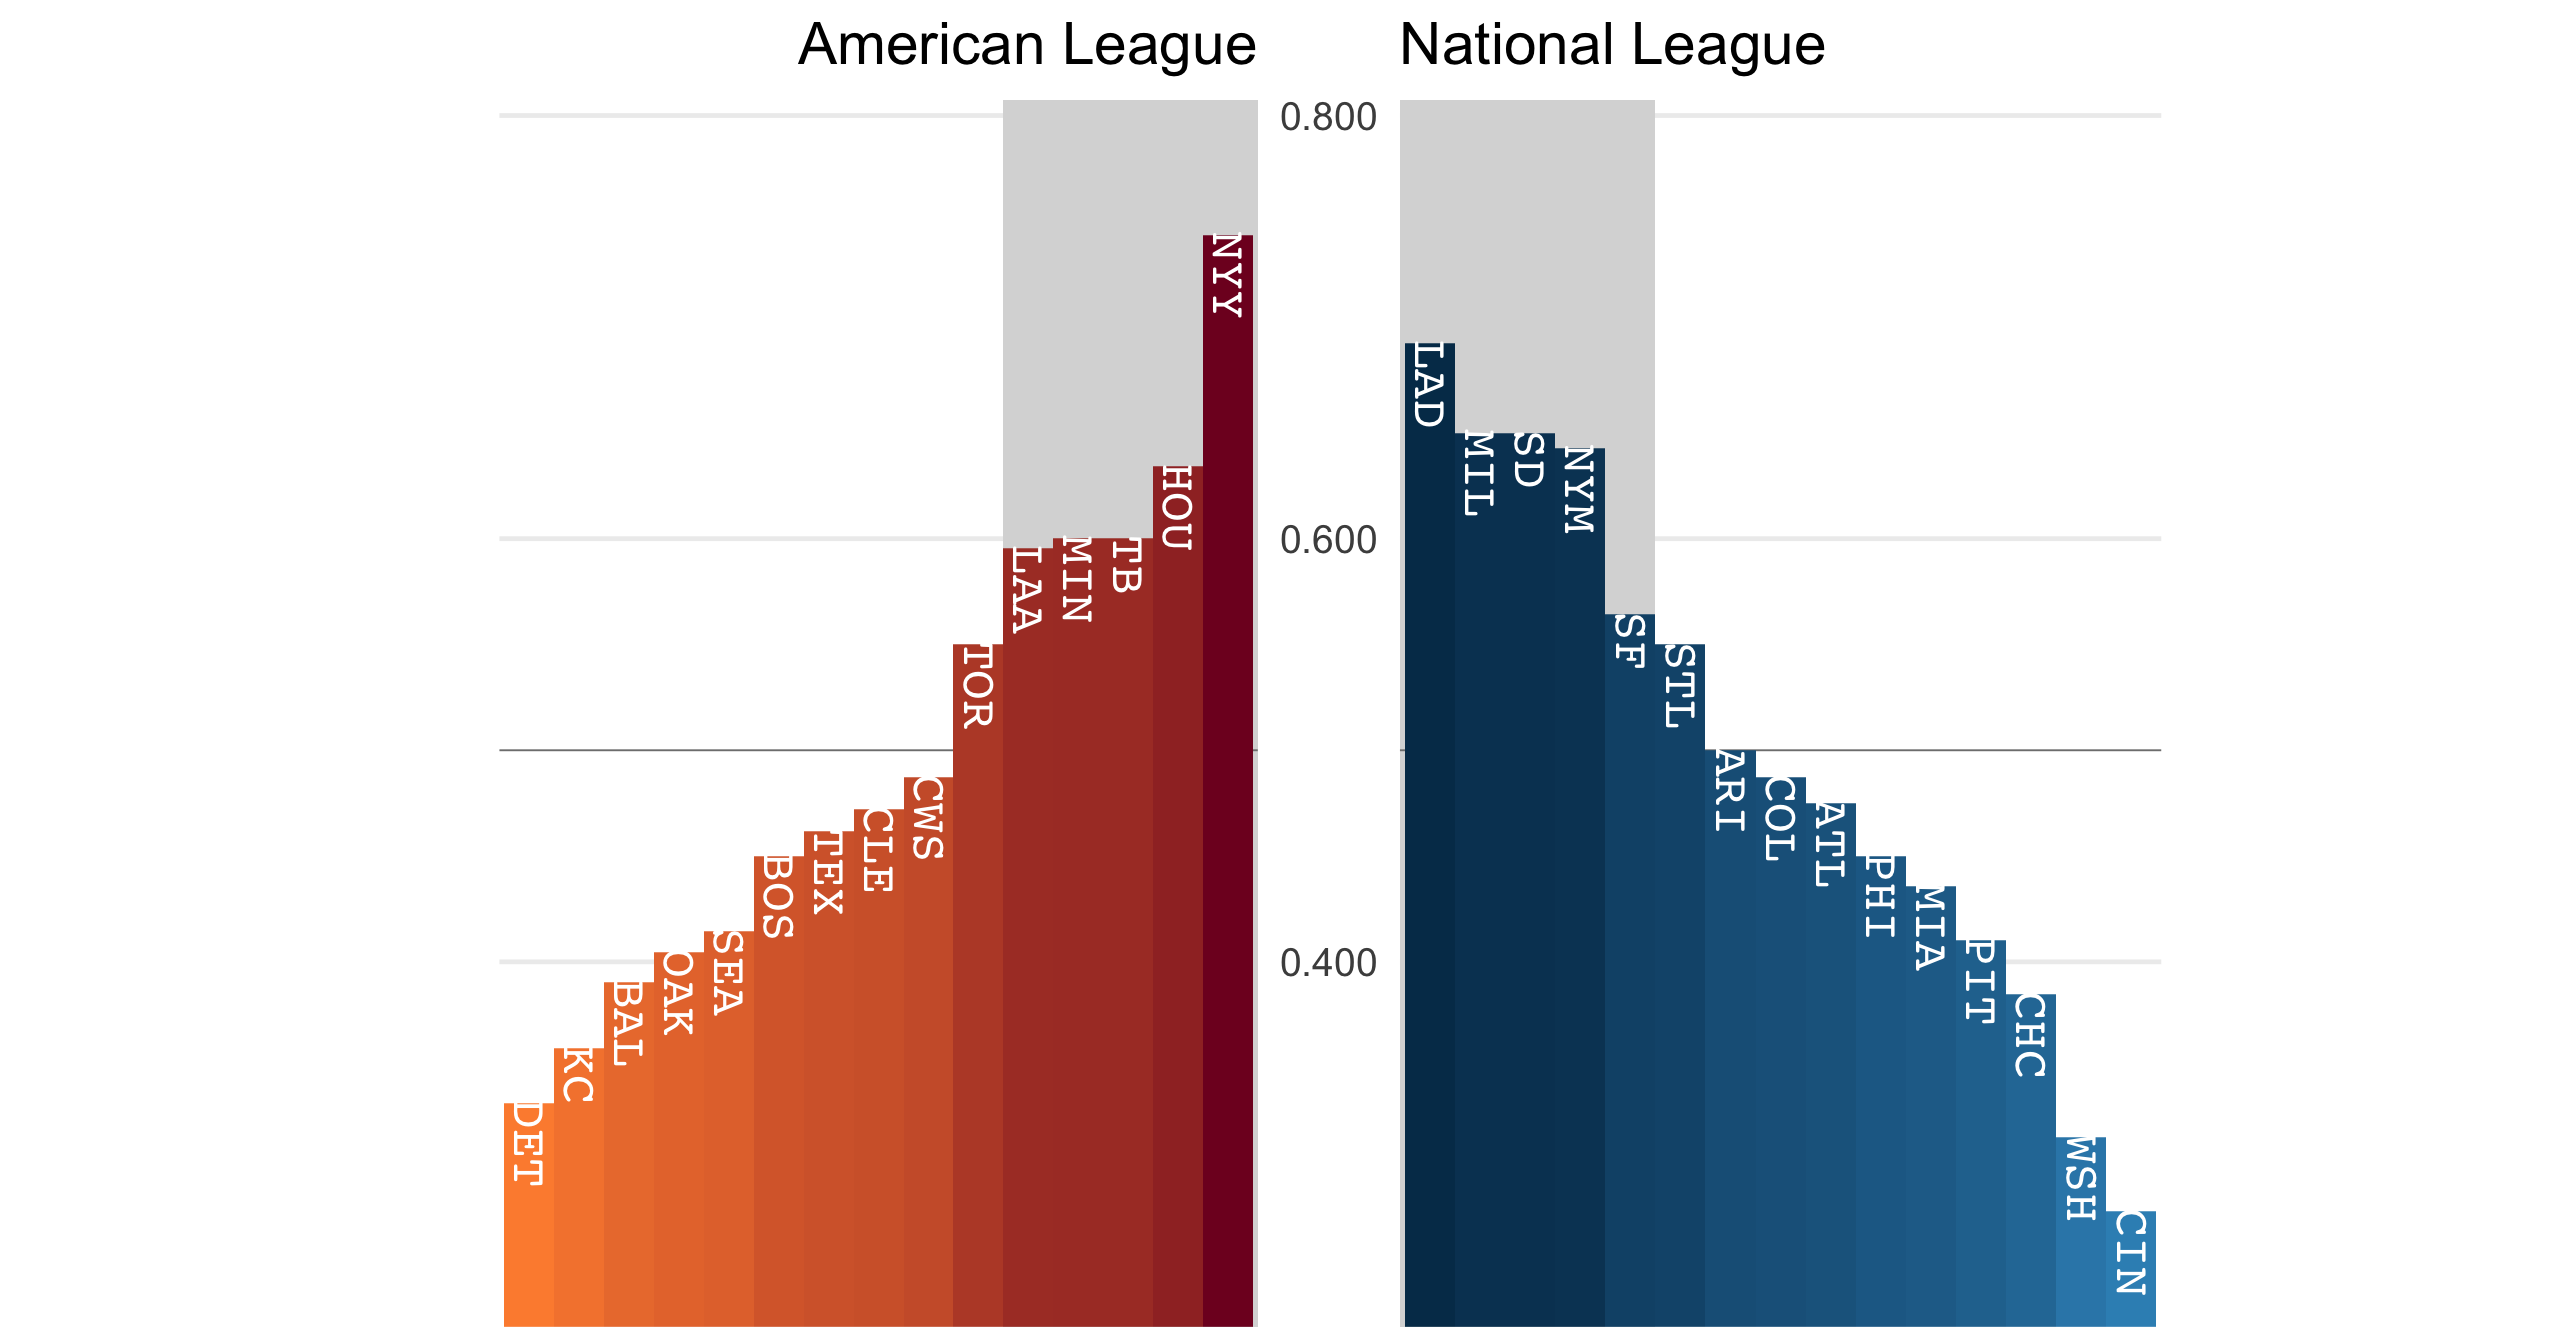 American League
National League
0.800
0.600
0.400
DET
KC
BAL
OAK
SEA
BOS
TEX
CLE
CWS
TOR
LAA
MIN
TB
HOU
NYY
LAD
MIL
SD
NYM
SF
STL
ARI
COL
ATL
PHI
MIA
PIT
CHC
WSH
CIN